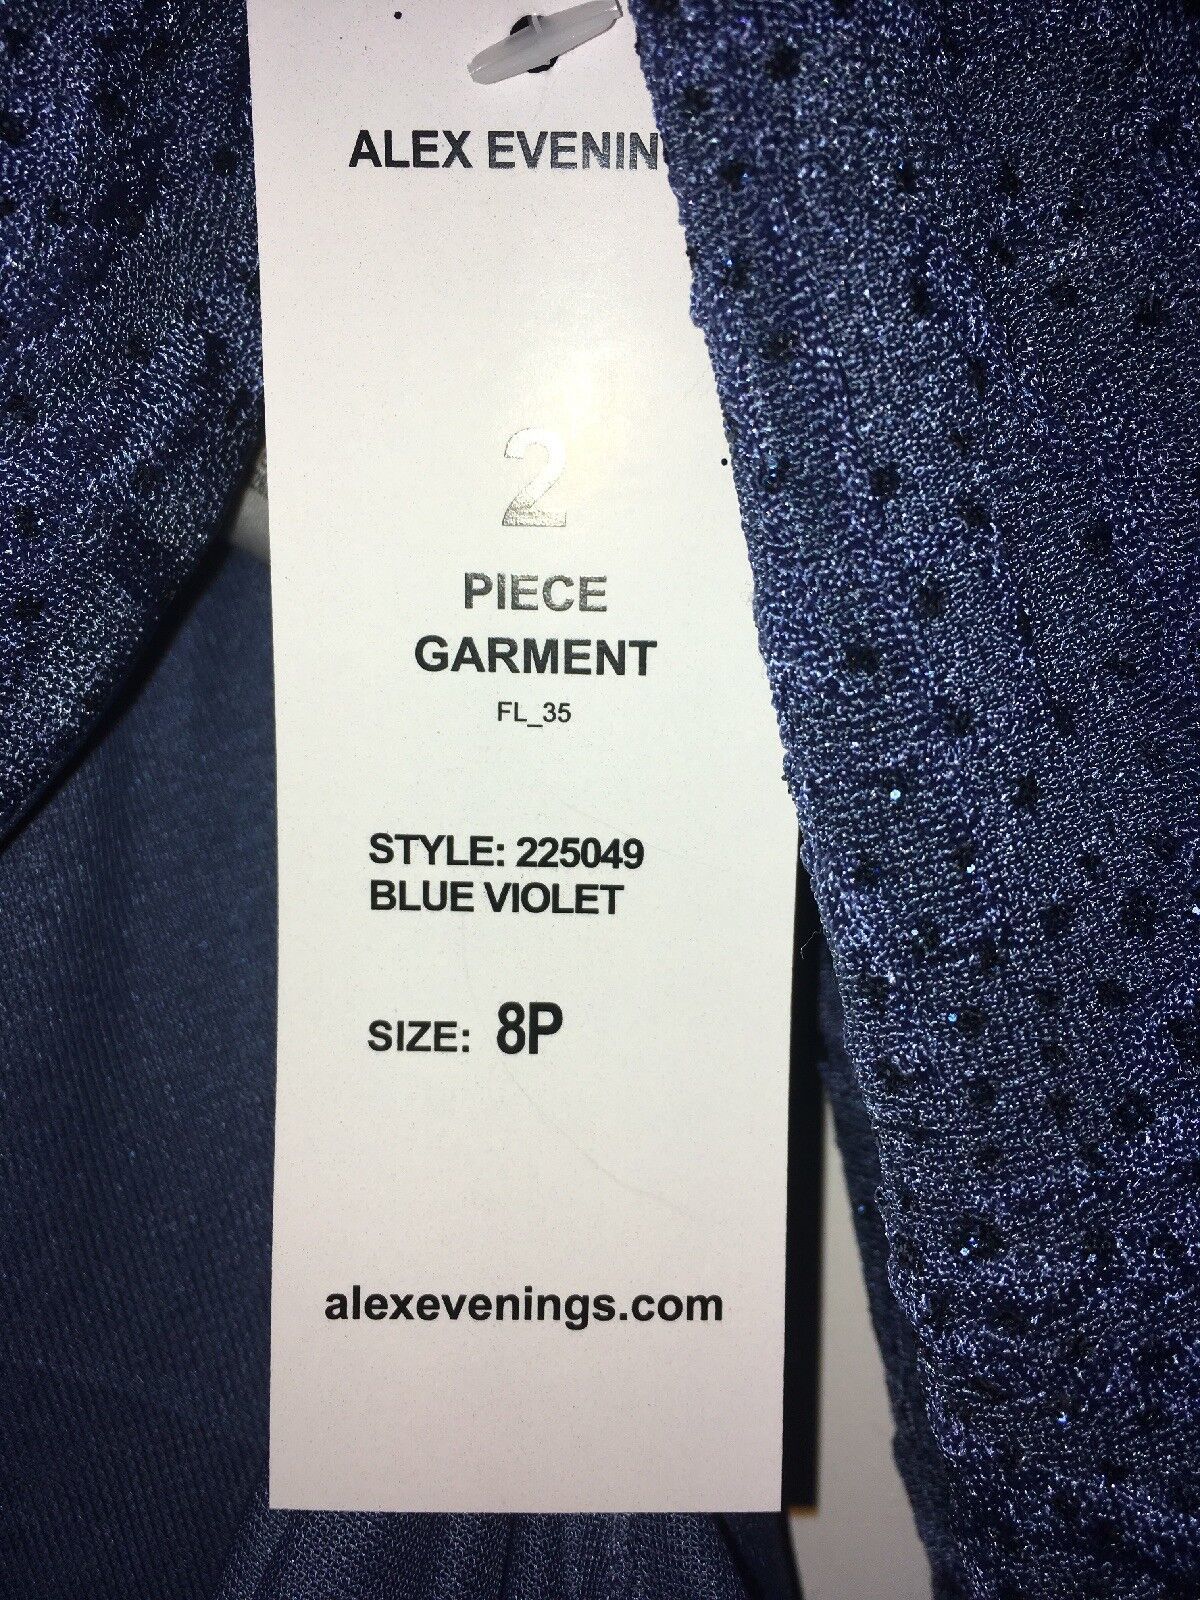 ALEX EVENIN
2
PIECE
GARMENT
FL_35
STYLE: 225049
BLUE VIOLET
SIZE: 8P
alexevenings.com